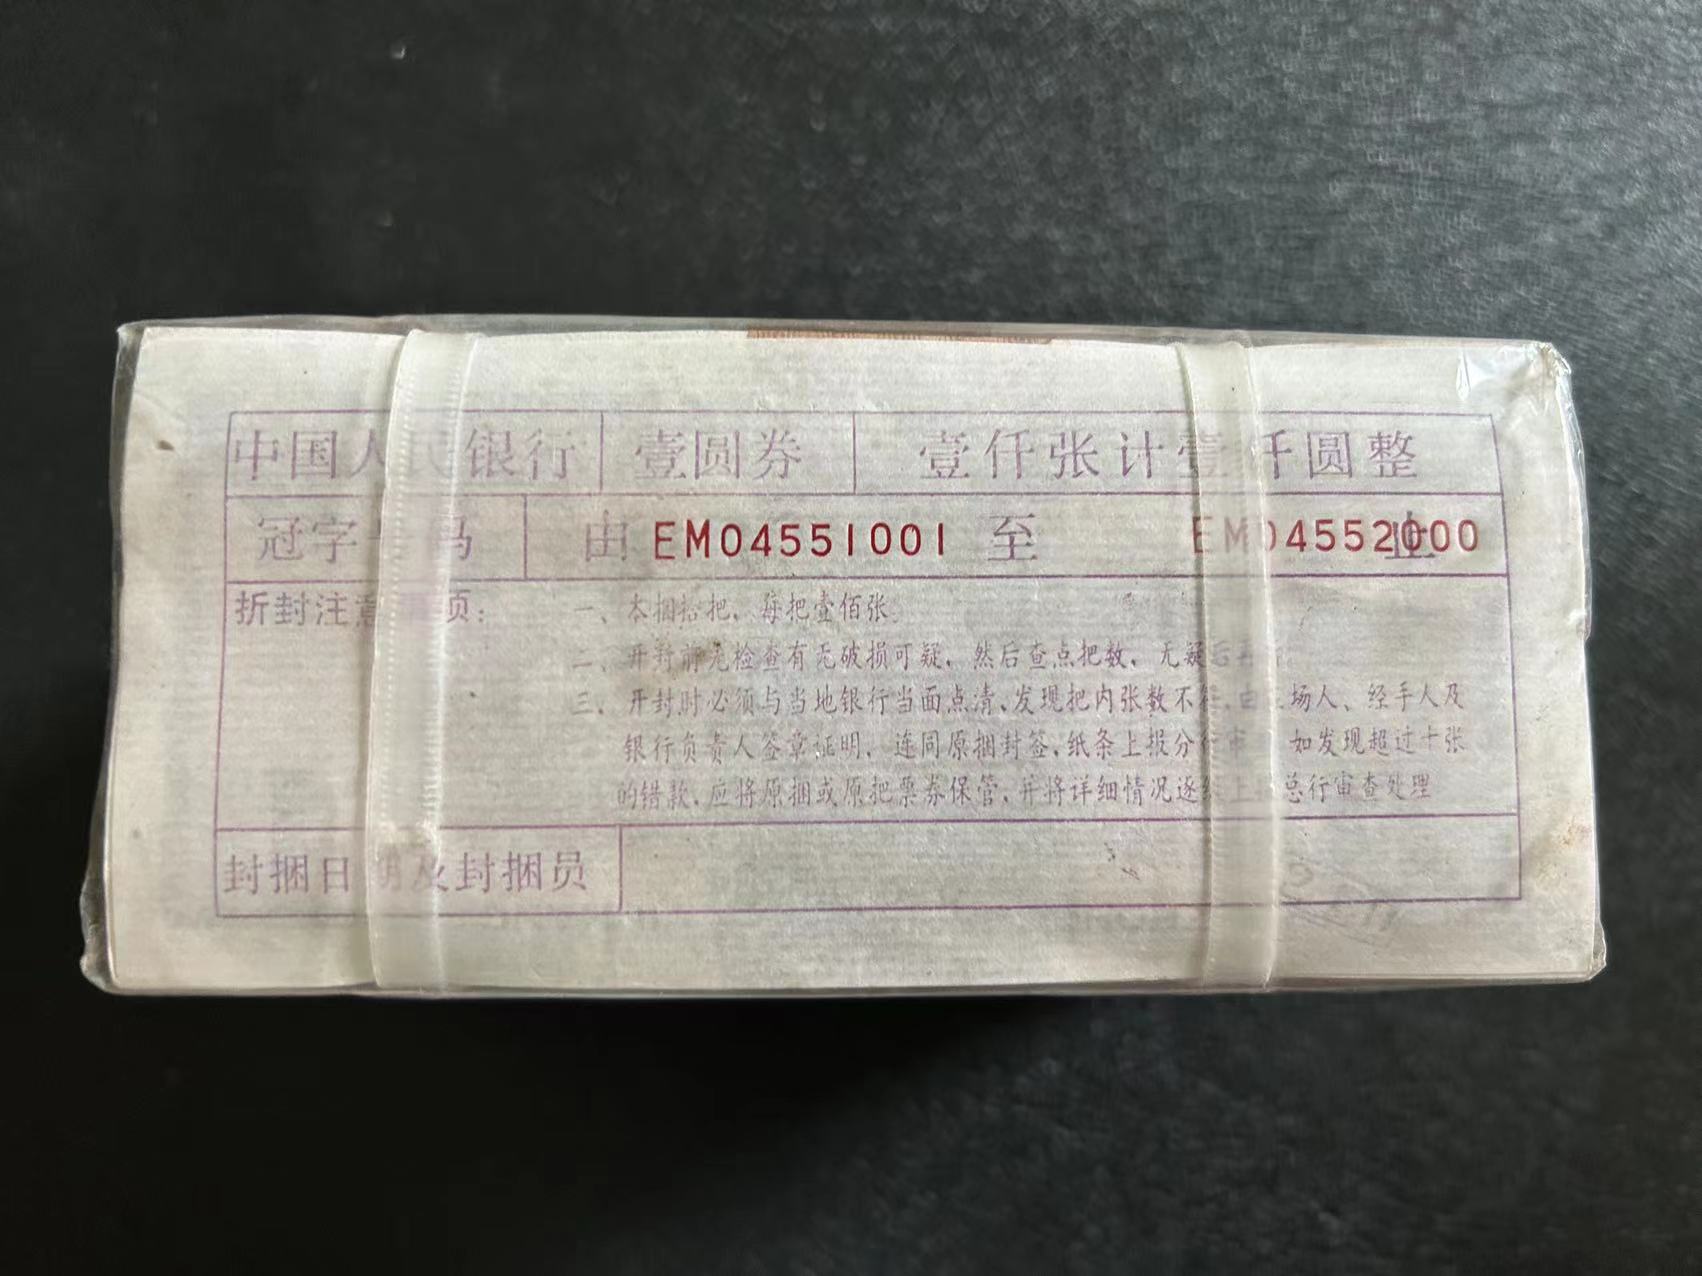 中国人民银行 壹圆券 壹仟张计壹仟圆整
冠字号码 由 EM04551001 至 EM04552000 止
折封注意 项：
一、本捆拾把，每把壹佰张
二、开封前先检查有无破损可疑，然后查点把数，无疑后再
三、开封时必须与当地银行当面点清、发现把内张数不 由 场人、经手人及
银行负责人签章证明、连同原捆封签、纸条上报分行审 如发现超过十张
的错款、应将原捆或原把票券保管、并将详细情况逐级上报总行审查处理
封捆日期及封捆员